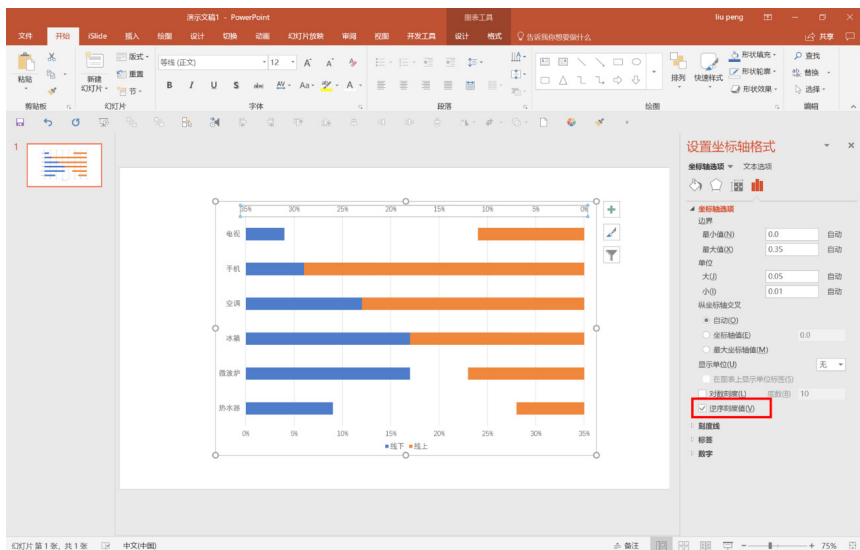 演示文稿1 - PowerPoint
图表工具
liu peng
文件 开始 iSlide 插入 绘图 设计 切换 动画 幻灯片放映 审阅 视图 开发工具 设计 格式 告诉我你想要做什么 共享
粘贴
新建
幻灯片
版式
重置
节
等线 (正文) 12
B I U S abc AV Aa A
排列 快速样式
形状填充
形状轮廓
形状效果
查找
替换
选择
剪贴板 幻灯片 字体 段落 绘图 编辑
1
设置坐标轴格式
坐标轴选项 文本选项
坐标轴选项
边界
最小值(N) 0.0 自动
最大值(X) 0.35 自动
单位
大(J) 0.05 自动
小(I) 0.01 自动
纵坐标轴交叉
自动(O)
坐标轴值(E) 0.0
最大坐标轴值(M)
显示单位(U) 无
在图表上显示单位标签(S)
对数刻度(L) 底数(B) 10
逆序刻度值(V)
刻度线
标签
数字
35% 30% 25% 20% 15% 10% 5% 0%
电视
手机
空调
冰箱
微波炉
热水器
0% 5% 10% 15% 20% 25% 30% 35%
线下 线上
幻灯片 第 1 张, 共 1 张 中文(中国) 备注 75%